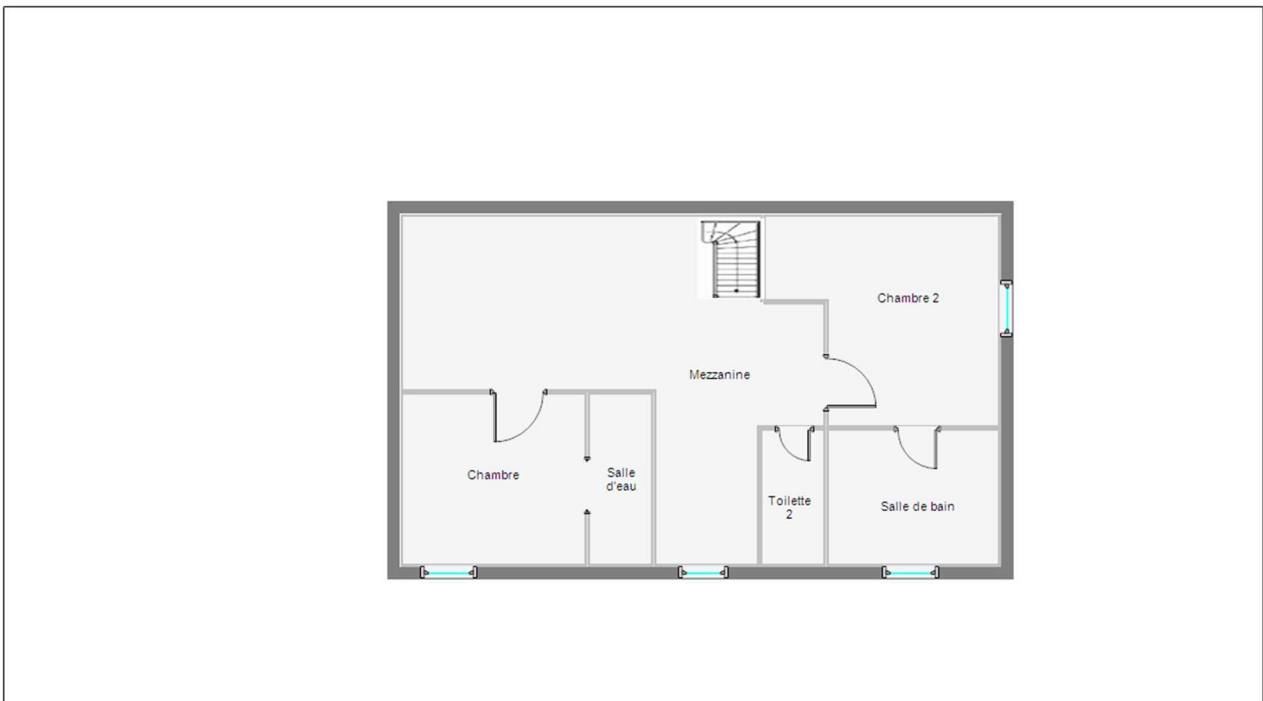 Chambre 2
Mezzanine
Chambre
Salle
d'eau
Toilette
2
Salle de bain